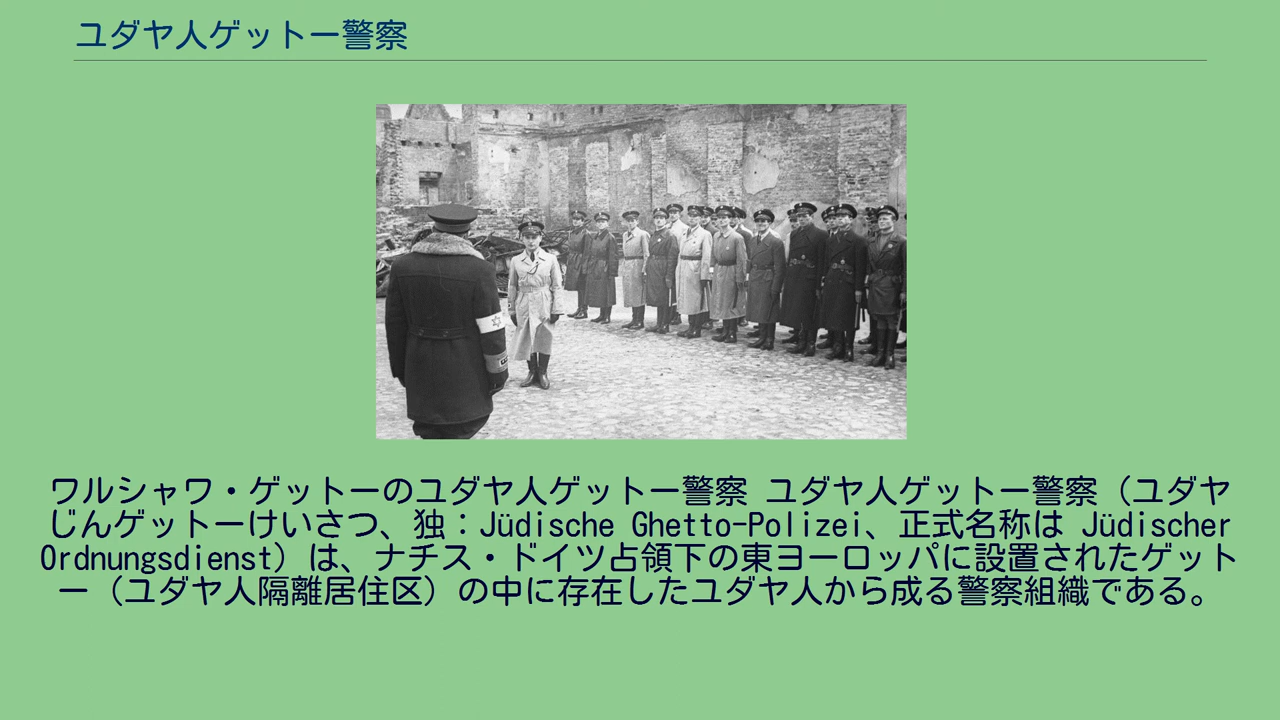 ユダヤ人ゲットー警察
ワルシャワ・ゲットーのユダヤ人ゲットー警察 ユダヤ人ゲットー警察（ユダヤ
じんゲットーけいさつ、独：Jüdische Ghetto-Polizei、正式名称は Jüdischer
Ordnungsdienst）は、ナチス・ドイツ占領下の東ヨーロッパに設置されたゲット
ー（ユダヤ人隔離居住区）の中に存在したユダヤ人から成る警察組織である。